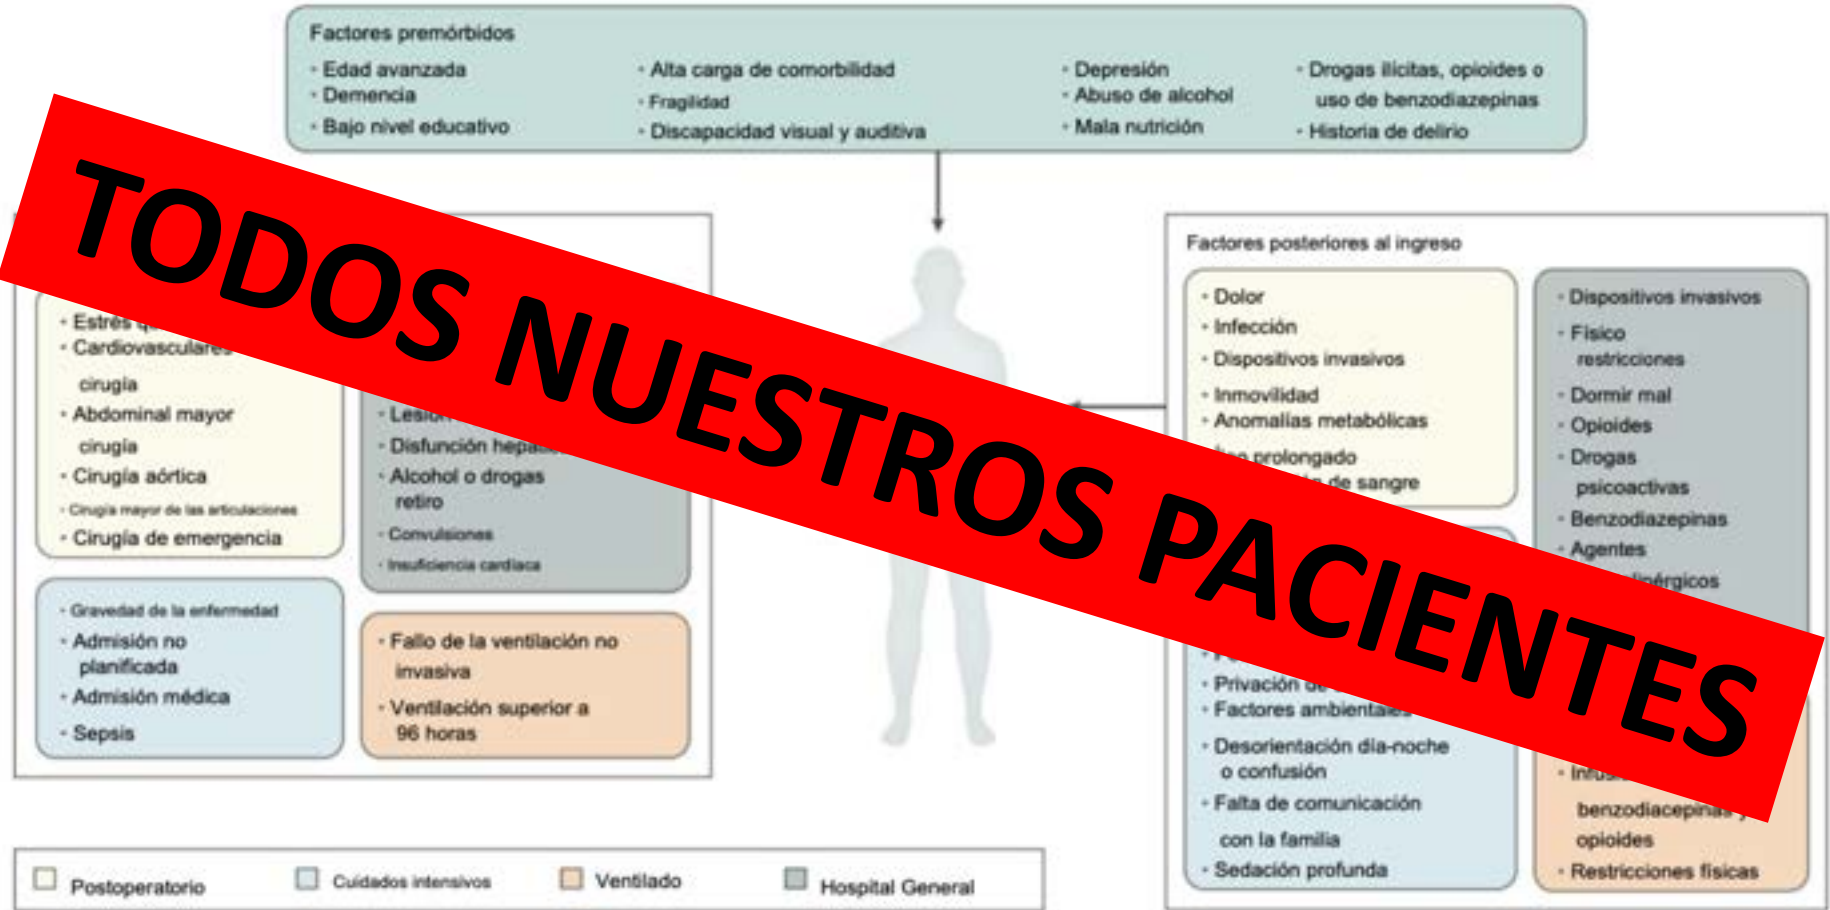 Factores premórbidos
· Edad avanzada
· Demencia
· Bajo nivel educativo
· Alta carga de comorbilidad
· Fragilidad
· Discapacidad visual y auditiva
· Depresión
· Abuso de alcohol
· Mala nutrición
· Drogas ilícitas, opioides o
uso de benzodiazepinas
· Historia de delirio
TODOS NUESTROS PACIENTES
· Estrés
· Cardiovasculares
cirugía
· Abdominal mayor
cirugía
· Cirugía aórtica
· Cirugía mayor de las articulaciones
· Cirugía de emergencia
· Disfunción
· Alcohol o drogas
retiro
· Convulsiones
· Insuficiencia cardíaca
· Gravedad de la enfermedad
· Admisión no
planificada
· Admisión médica
· Sepsis
· Fallo de la ventilación no
invasiva
· Ventilación superior a
96 horas
Factores posteriores al ingreso
· Dolor
· Infección
· Dispositivos invasivos
· Inmovilidad
· Anomalías metabólicas
prolongado
de sangre
· Dispositivos invasivos
· Físico
restricciones
· Dormir mal
· Opioides
· Drogas
psicoactivas
· Benzodiazepinas
· Agentes
· Privación
· Factores ambientales
· Desorientación día-noche
o confusión
· Falta de comunicación
con la familia
· Sedación profunda
benzodiacepinas y
opioides
· Restricciones físicas
Postoperatorio
Cuidados intensivos
Ventilado
Hospital General